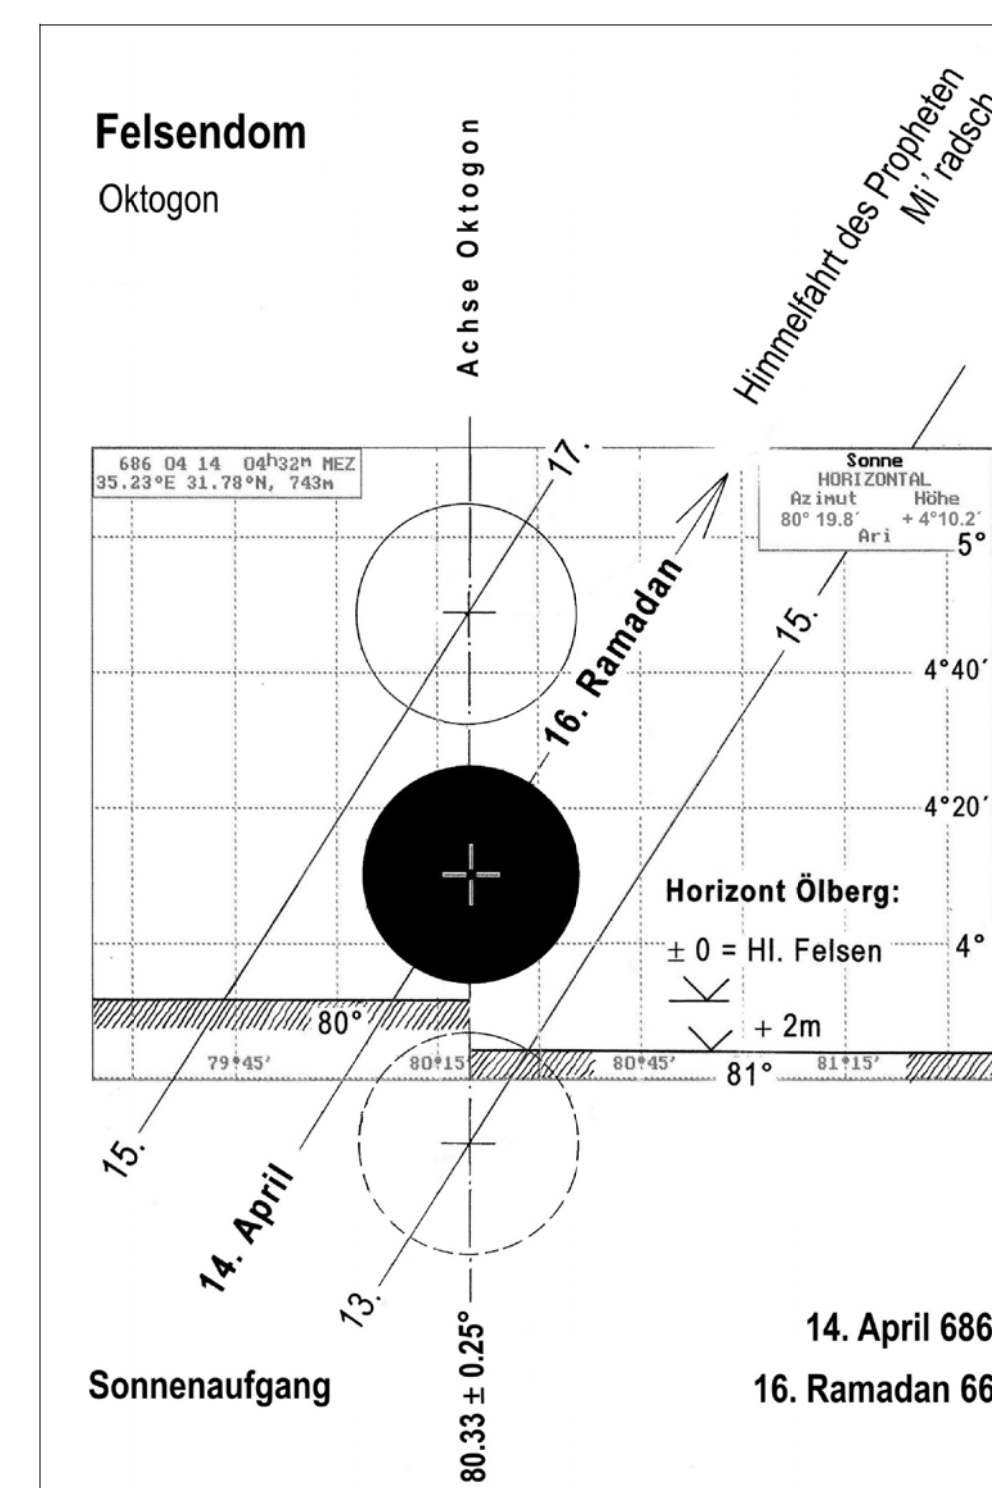 Felsendom
Oktogon
Achse Oktogon
Himmelfahrt des Propheten
Mi'radsch
686 04 14 04h32m MEZ
35.23°E 31.78°N, 743m
17.
Sonne
HORIZONTAL
Azimut Höhe
80° 19.8´ + 4°10.2´
Ari
5°
16. Ramadan
15.
4°40´
4°20´
Horizont Ölberg:
± 0 = Hl. Felsen
4°
+ 2m
80°
79°45' 80°15' 80°45' 81°15'
81°
15.
14. April
13.
80.33 ± 0.25°
14. April 686
16. Ramadan 66
Sonnenaufgang